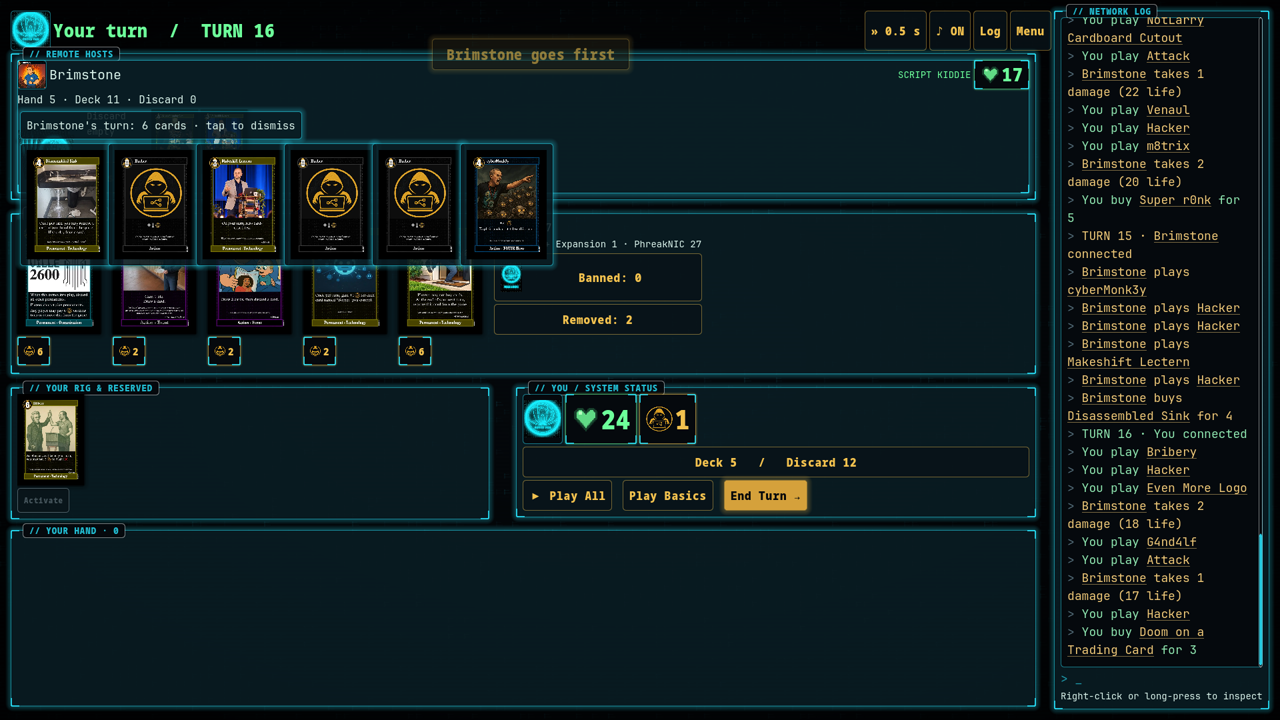 Your turn / TURN 16
» 0.5 s
♪ ON
Log
Menu
// REMOTE HOSTS
Brimstone goes first
Brimstone
SCRIPT KIDDIE
17
Hand 5 · Deck 11 · Discard 0
Brimstone's turn: 6 cards · tap to dismiss
Expansion 1 · PhreakNIC 27
2600
Banned: 0
Removed: 2
6
2
2
2
6
// YOUR RIG & RESERVED
Activate
// YOU / SYSTEM STATUS
24
1
Deck 5 / Discard 12
► Play All
Play Basics
End Turn →
// YOUR HAND · 0
// NETWORK LOG
> You play NotLarry
Cardboard Cutout
> You play Attack
> Brimstone takes 1
damage (22 life)
> You play Venaul
> You play Hacker
> You play m8trix
> Brimstone takes 2
damage (20 life)
> You buy Super r0nk for
5
> TURN 15 · Brimstone
connected
> Brimstone plays
cyberMonk3y
> Brimstone plays Hacker
> Brimstone plays Hacker
> Brimstone plays
Makeshift Lectern
> Brimstone plays Hacker
> Brimstone buys
Disassembled Sink for 4
> TURN 16 · You connected
> You play Bribery
> You play Hacker
> You play Even More Logo
> Brimstone takes 2
damage (18 life)
> You play G4nd4lf
> You play Attack
> Brimstone takes 1
damage (17 life)
> You play Hacker
> You buy Doom on a
Trading Card for 3
> _
Right-click or long-press to inspect